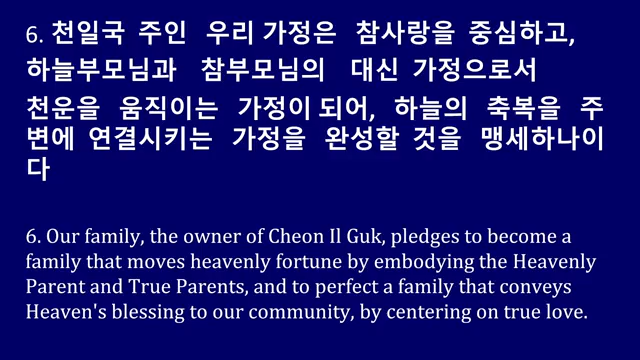 6. 천일국 주인 우리 가정은 참사랑을 중심하고,
하늘부모님과 참부모님의 대신 가정으로서
천운을 움직이는 가정이 되어, 하늘의 축복을 주
변에 연결시키는 가정을 완성할 것을 맹세하나이
다
6. Our family, the owner of Cheon Il Guk, pledges to become a
family that moves heavenly fortune by embodying the Heavenly
Parent and True Parents, and to perfect a family that conveys
Heaven's blessing to our community, by centering on true love.